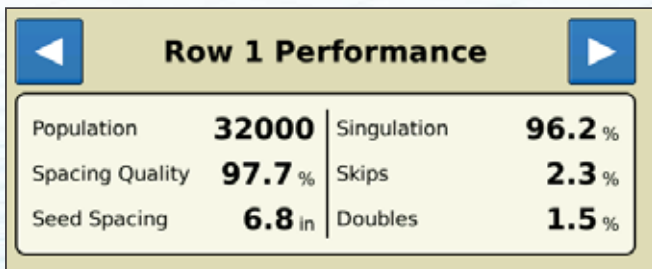 Row 1 Performance
Population 32000
Spacing Quality 97.7 %
Seed Spacing 6.8 in
Singulation 96.2 %
Skips 2.3 %
Doubles 1.5 %